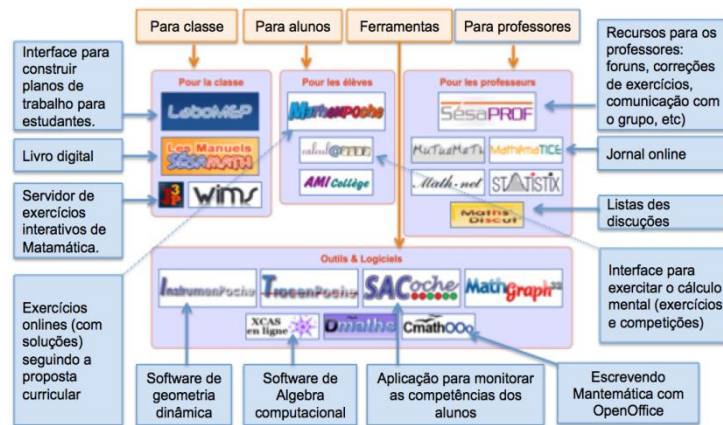 Para classe
Para alunos
Ferramentas
Para professores
Interface para
construir
planos de
trabalho para
estudantes.
Livro digital
Servidor de
exercícios
interativos de
Matamática.
Exercícios
onlines (com
soluções)
seguindo a
proposta
curricular
Pour la classe
LaboMEP
Les Manuels
SÉSAMATH
J3P
WIMS
Pour les élèves
MathenPoche
calcul@TICE
AMI Collège
Pour les professeurs
SésaPROF
MuTuaMath
MathémaTICE
Math-net
STATISTIX
Maths
Discut
Recursos para os
professores:
foruns, correções
de exercícios,
comunicação com
o grupo, etc)
Jornal online
Listas des
discuções
Interface para
exercitar o cálculo
mental (exercícios
e competições)
Outils & Logiciels
InstrumenPoche
TracenPoche
SACoche
MathGraph32
XCAS
en ligne
Dmaths
CmathOOo
Software de
geometria
dinâmica
Software de
Algebra
computacional
Aplicação para monitorar
as competências dos
alunos
Escrevendo
Mantemática com
OpenOffice